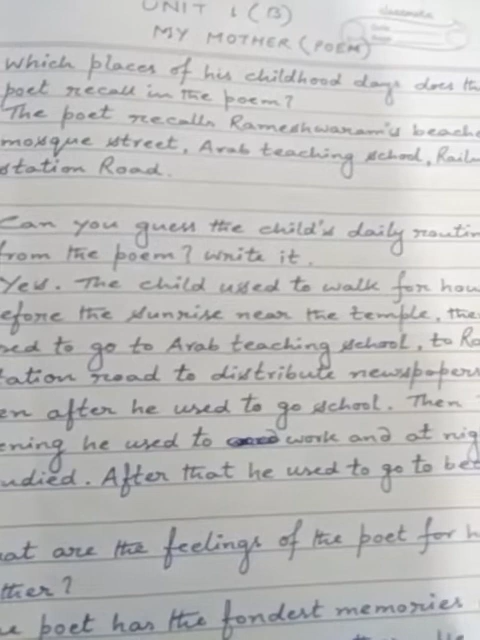 UNIT 1 (B)
classmate
MY MOTHER (POEM)
Which places of his childhood days does th
poet recall in the poem?
The poet recalls Rameshwaram's beache
mosque street, Arab teaching school, Railw
station Road.
Can you guess the child's daily routin
from the poem? Write it.
Yes. The child used to walk for hou
efore the sunrise near the temple, the
sed to go to Arab teaching school, to Ra
tation road to distribute newspapers
en after he used to go school. Then
ening he used to work and at nig
udied. After that he used to go to bed
at are the feelings of the poet for h
ther?
e poet has the fondest memories